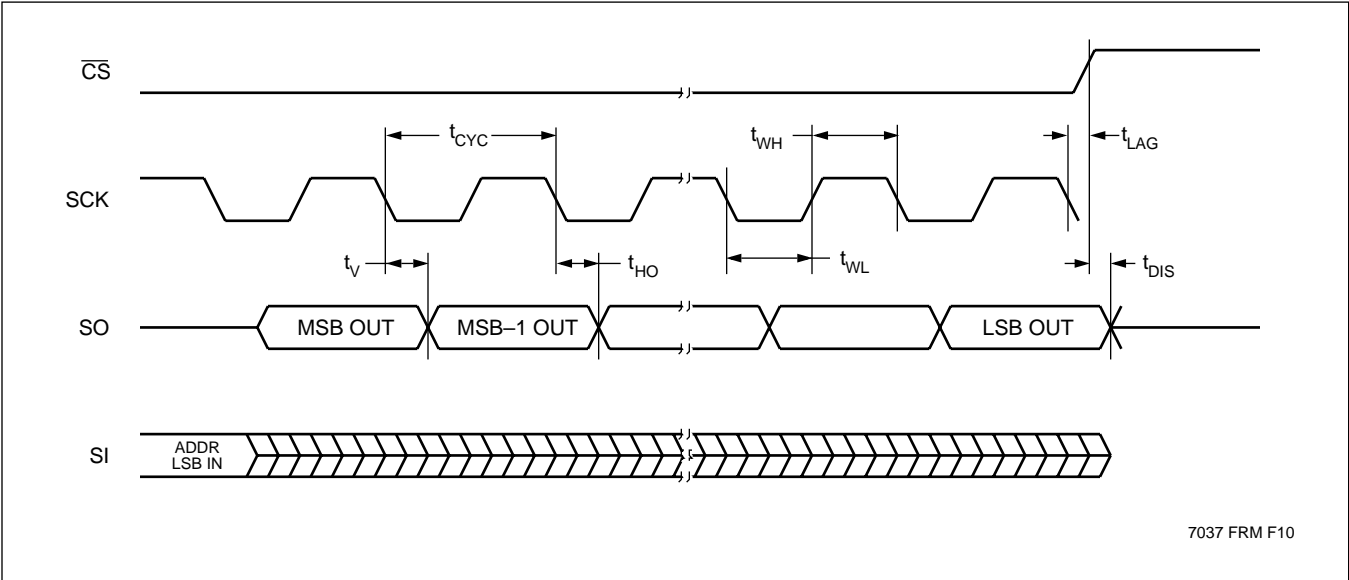 CS
tCYC
tWH
tLAG
SCK
tV
tHO
tWL
tDIS
SO
MSB OUT
MSB–1 OUT
LSB OUT
SI
ADDR
LSB IN
7037 FRM F10